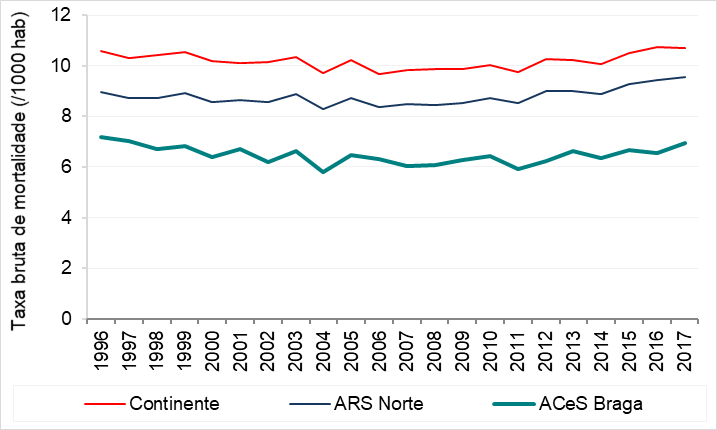 Taxa bruta de mortalidade (/1000 hab)
12
10
8
6
4
2
0
1996 1997 1998 1999 2000 2001 2002 2003 2004 2005 2006 2007 2008 2009 2010 2011 2012 2013 2014 2015 2016 2017
Continente ARS Norte ACeS Braga